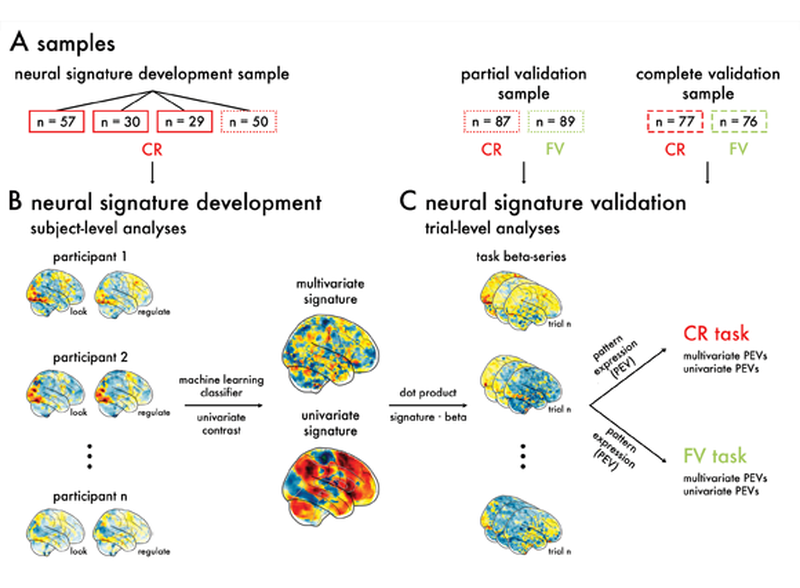 A samples
neural signature development sample
n = 57
n = 30
n = 29
n = 50
CR
partial validation
sample
n = 87
n = 89
CR
FV
complete validation
sample
n = 77
n = 76
CR
FV
B neural signature development
subject-level analyses
participant 1
look
regulate
participant 2
look
regulate
participant n
look
regulate
machine learning
classifier
univariate
contrast
multivariate
signature
univariate
signature
dot product
signature · beta
C neural signature validation
trial-level analyses
task beta-series
trial n
trial n
trial n
pattern
expression
(PEV)
pattern
expression
(PEV)
CR task
multivariate PEVs
univariate PEVs
FV task
multivariate PEVs
univariate PEVs